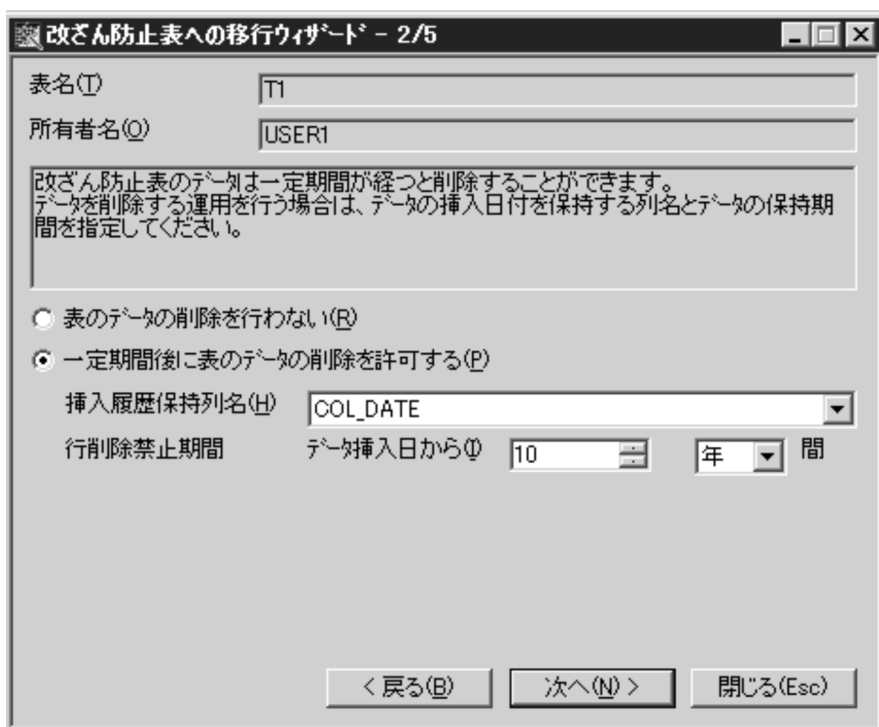 改ざん防止表への移行ウィザード - 2/5
表名(T) T1
所有者名(O) USER1
改ざん防止表のデータは一定期間が経つと削除することができます。
データを削除する運用を行う場合は、データの挿入日付を保持する列名とデータの保持期
間を指定してください。
表のデータの削除を行わない(R)
一定期間後に表のデータの削除を許可する(P)
挿入履歴保持列名(H) COL_DATE
行削除禁止期間 データ挿入日から(I) 10 年 間
< 戻る(B) 次へ(N) > 閉じる(Esc)